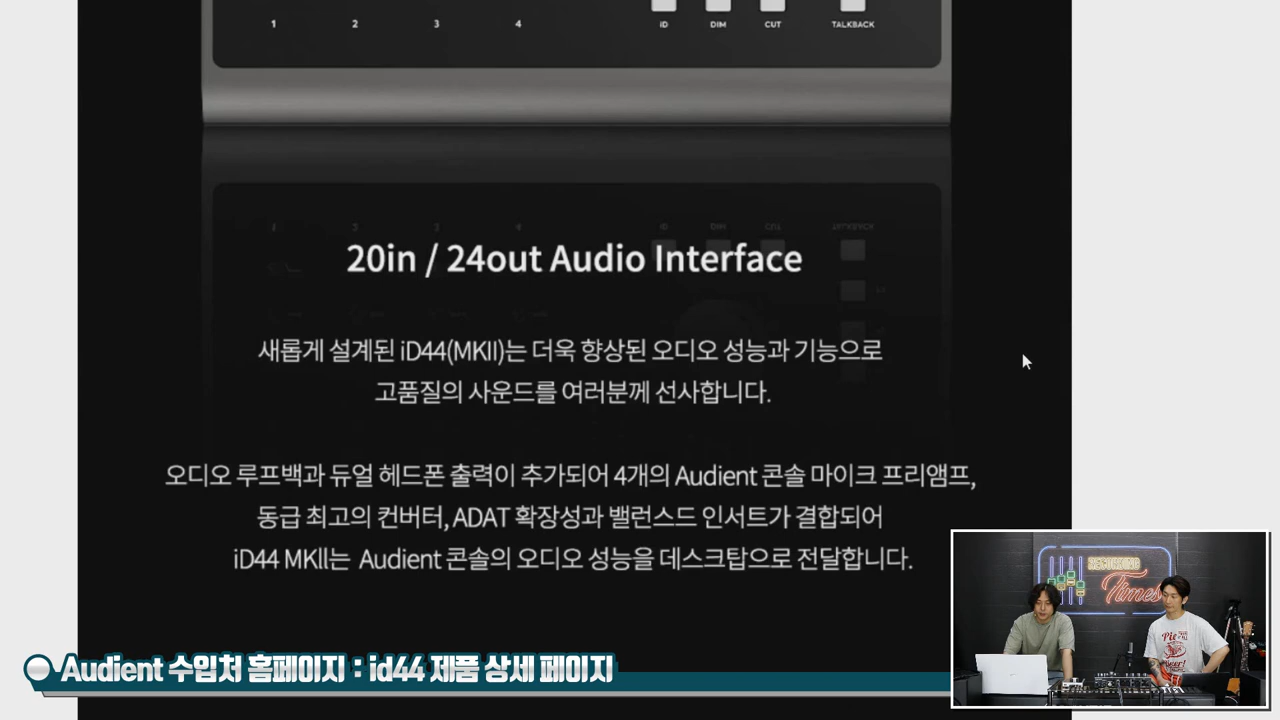 1 2 3 4 ID DIM CUT TALKBACK
20in / 24out Audio Interface
새롭게 설계된 iD44(MKII)는 더욱 향상된 오디오 성능과 기능으로
고품질의 사운드를 여러분께 선사합니다.
오디오 루프백과 듀얼 헤드폰 출력이 추가되어 4개의 Audient 콘솔 마이크 프리앰프,
동급 최고의 컨버터, ADAT 확장성과 밸런스드 인서트가 결합되어
iD44 MKll는 Audient 콘솔의 오디오 성능을 데스크탑으로 전달합니다.
RECORDING
Times
Audient 수입처 홈페이지 : id44 제품 상세 페이지